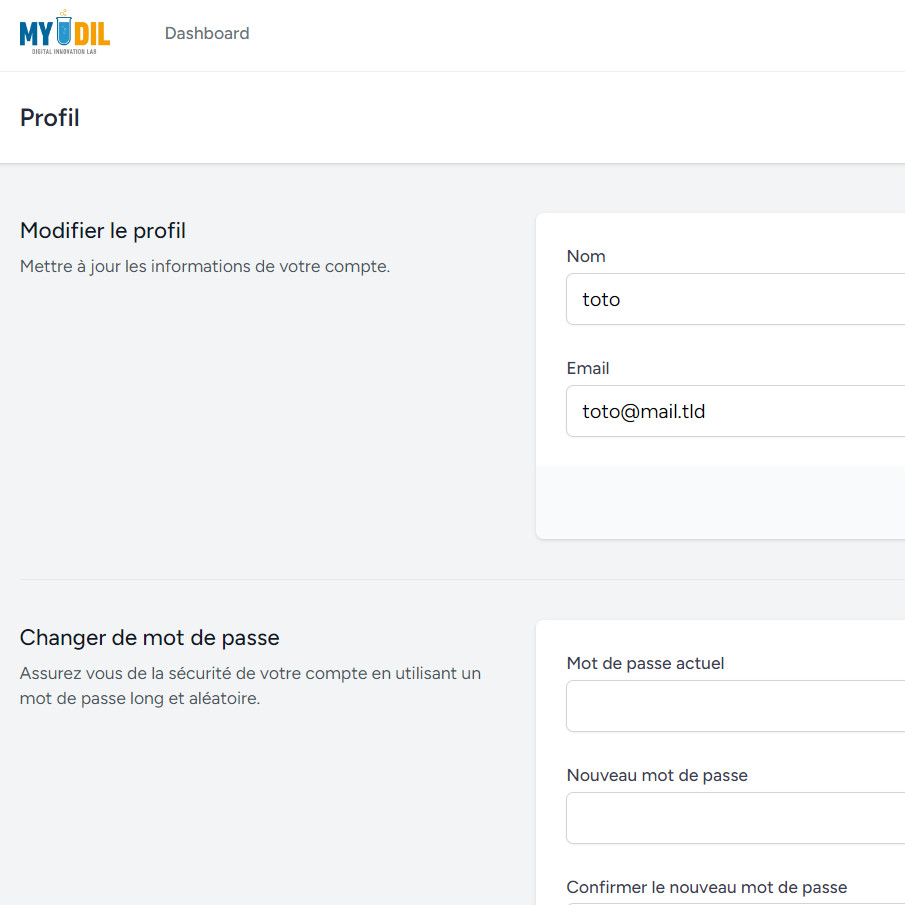 MY DIL
DIGITAL INNOVATION LAB
Dashboard
Profil
Modifier le profil
Mettre à jour les informations de votre compte.
Nom
toto
Email
toto@mail.tld
Changer de mot de passe
Assurez vous de la sécurité de votre compte en utilisant un
mot de passe long et aléatoire.
Mot de passe actuel
Nouveau mot de passe
Confirmer le nouveau mot de passe